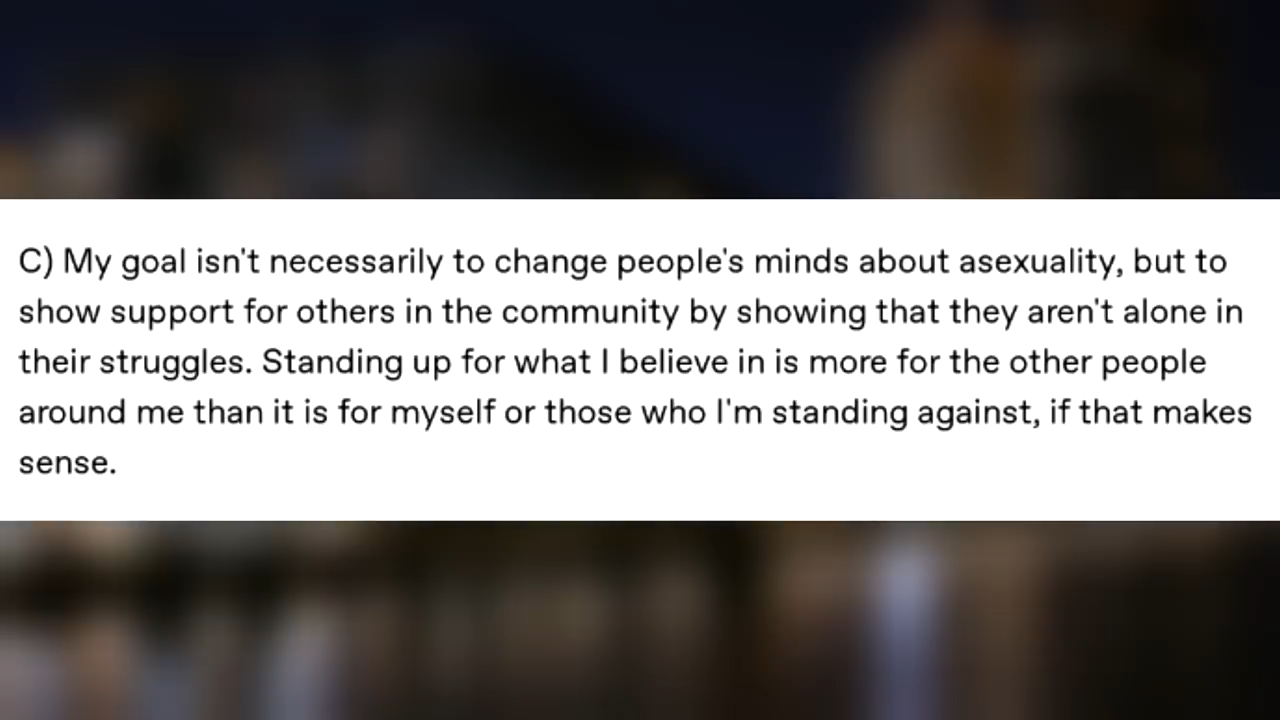 C) My goal isn't necessarily to change people's minds about asexuality, but to
show support for others in the community by showing that they aren't alone in
their struggles. Standing up for what I believe in is more for the other people
around me than it is for myself or those who I'm standing against, if that makes
sense.